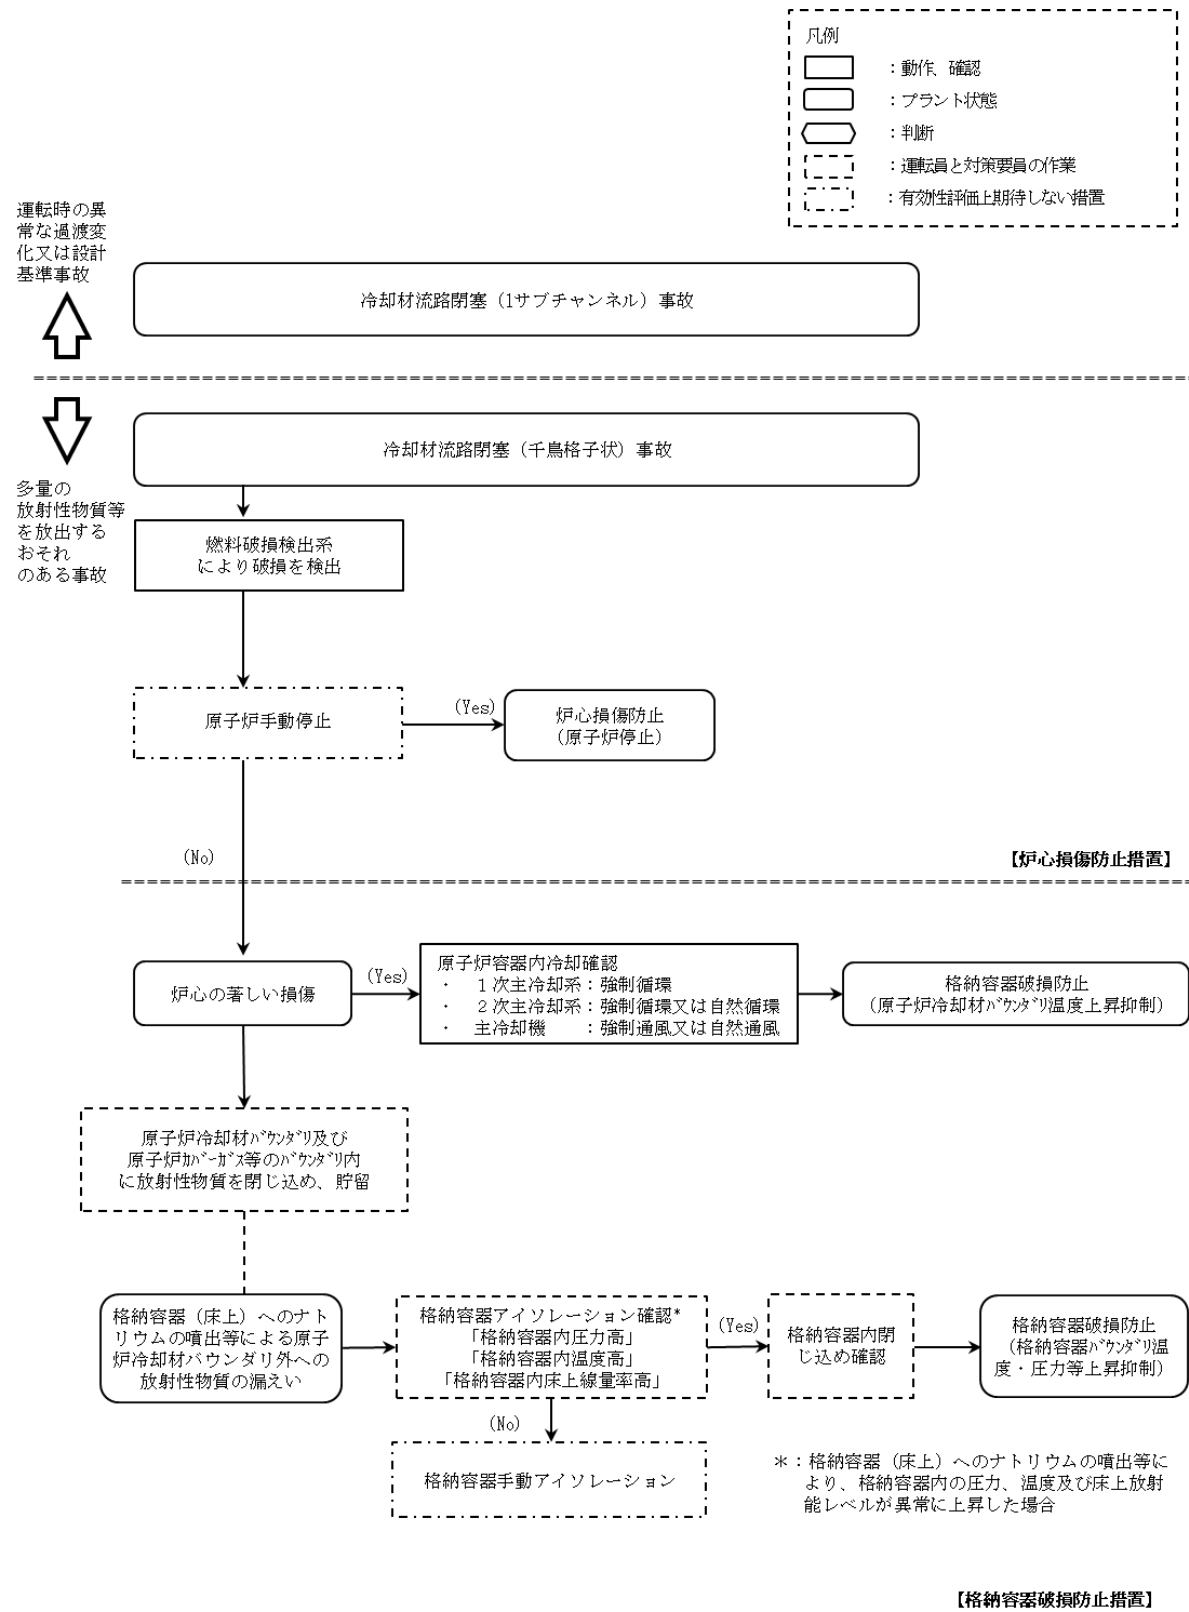 凡例
：動作、確認
：プラント状態
：判断
：運転員と対策要員の作業
：有効性評価上期待しない措置
運転時の異
常な過渡変
化又は設計
基準事故
冷却材流路閉塞（1サブチャンネル）事故
冷却材流路閉塞（千鳥格子状）事故
多量の
放射性物質等
を放出する
おそれ
のある事故
燃料破損検出系
により破損を検出
原子炉手動停止
(Yes)
炉心損傷防止
（原子炉停止）
(No)
【炉心損傷防止措置】
炉心の著しい損傷
(Yes)
原子炉容器内冷却確認
・　１次主冷却系：強制循環
・　２次主冷却系：強制循環又は自然循環
・　主冷却機　　：強制通風又は自然通風
格納容器破損防止
（原子炉冷却材ﾊﾞｳﾝﾀﾞﾘ温度上昇抑制）
原子炉冷却材ﾊﾞｳﾝﾀﾞﾘ及び
原子炉ｶﾊﾞｰｶﾞｽ等のﾊﾞｳﾝﾀﾞﾘ内
に放射性物質を閉じ込め、貯留
格納容器（床上）へのナト
リウムの噴出等による原子
炉冷却材バウンダリ外への
放射性物質の漏えい
格納容器アイソレーション確認*
「格納容器内圧力高」
「格納容器内温度高」
「格納容器内床上線量率高」
(Yes)
格納容器内閉
じ込め確認
格納容器破損防止
（格納容器ﾊﾞｳﾝﾀﾞﾘ温
度・圧力等上昇抑制）
(No)
格納容器手動アイソレーション
＊：格納容器（床上）へのナトリウムの噴出等に
より、格納容器内の圧力、温度及び床上放射
能レベルが異常に上昇した場合
【格納容器破損防止措置】